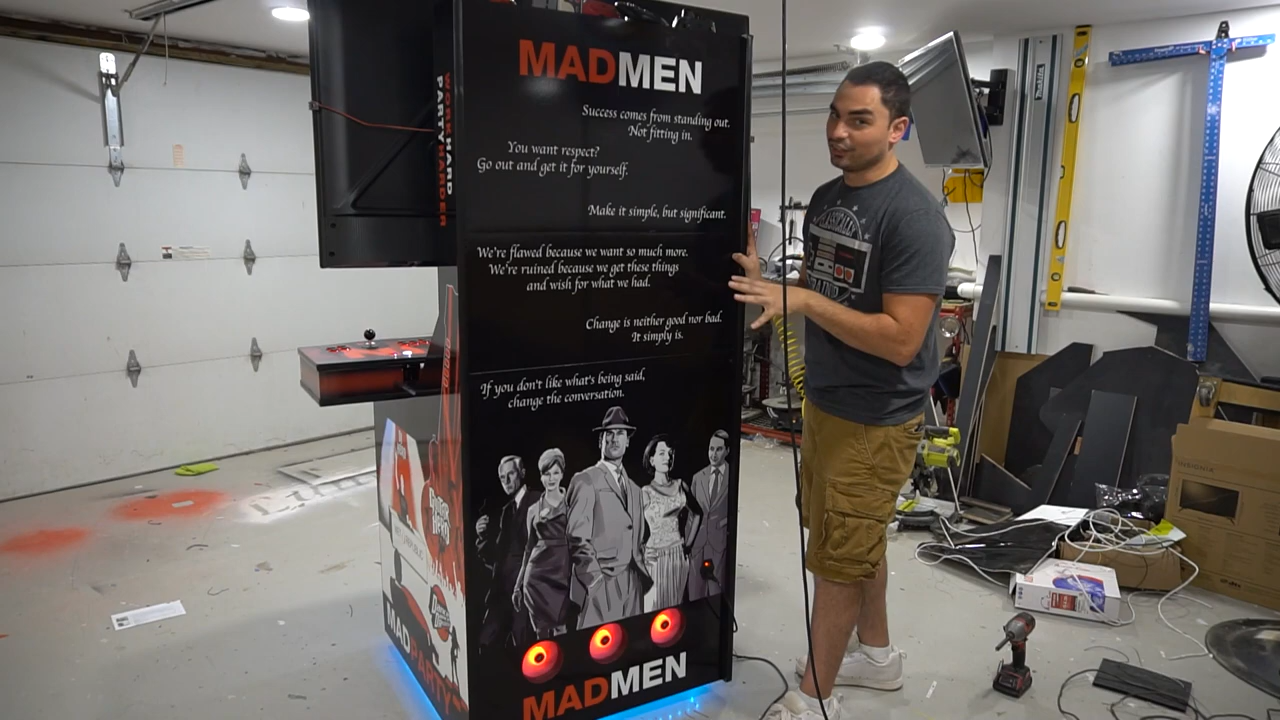 MADMEN
Success comes from standing out.
Not fitting in.
You want respect?
Go out and get it for yourself.
Make it simple, but significant.
We're flawed because we want so much more.
We're ruined because we get these things
and wish for what we had.
Change is neither good nor bad.
It simply is.
If you don't like what's being said,
change the conversation.
MADMEN
WORK HARD
PARTY HARDER
MAD PARTY
CLASSICALLY
TRAINED
INSIGNIA